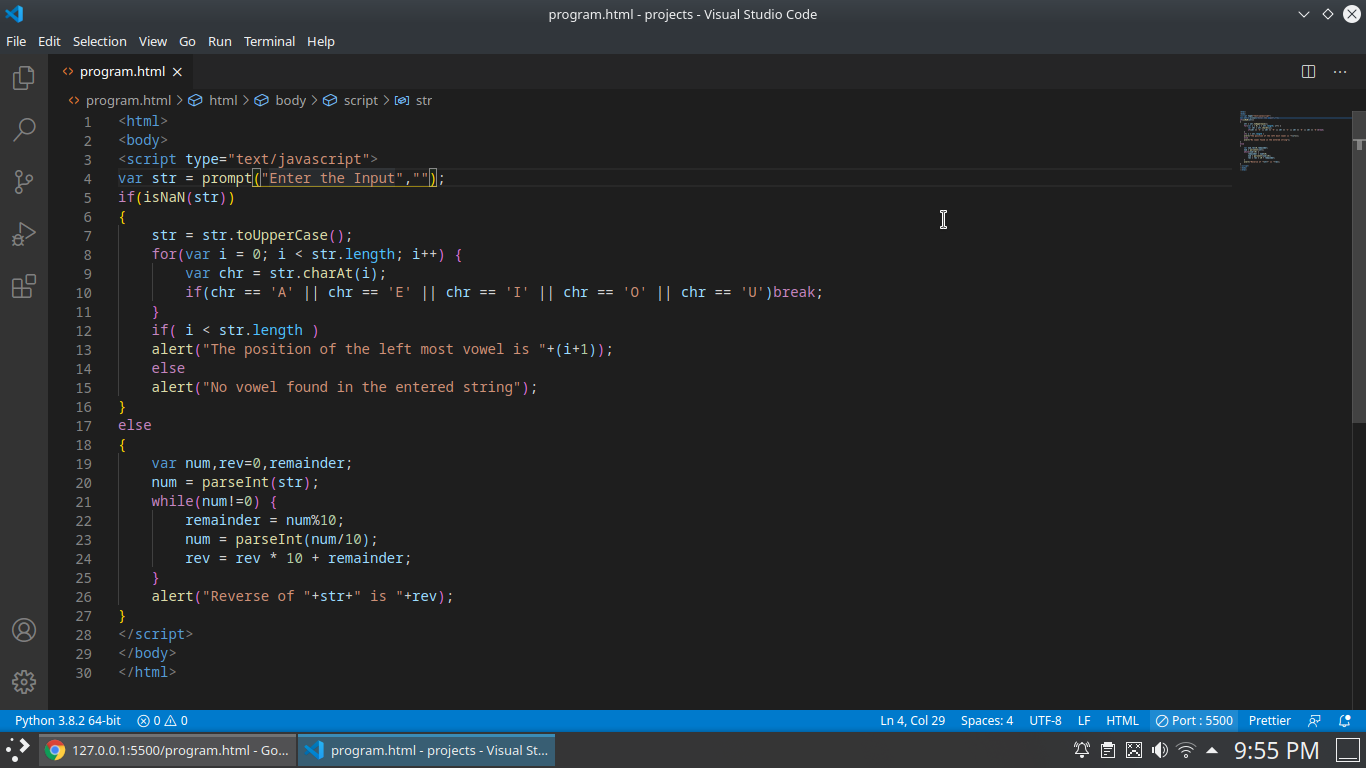 program.html - projects - Visual Studio Code
File Edit Selection View Go Run Terminal Help
program.html
program.html > html > body > script > str
1 <html>
2 <body>
3 <script type="text/javascript">
4 var str = prompt("Enter the Input","");
5 if(isNaN(str))
6 {
7 str = str.toUpperCase();
8 for(var i = 0; i < str.length; i++) {
9 var chr = str.charAt(i);
10 if(chr == 'A' || chr == 'E' || chr == 'I' || chr == 'O' || chr == 'U')break;
11 }
12 if( i < str.length )
13 alert("The position of the left most vowel is "+(i+1));
14 else
15 alert("No vowel found in the entered string");
16 }
17 else
18 {
19 var num,rev=0,remainder;
20 num = parseInt(str);
21 while(num!=0) {
22 remainder = num%10;
23 num = parseInt(num/10);
24 rev = rev * 10 + remainder;
25 }
26 alert("Reverse of "+str+" is "+rev);
27 }
28 </script>
29 </body>
30 </html>
Python 3.8.2 64-bit 0 0 Ln 4, Col 29 Spaces: 4 UTF-8 LF HTML Port : 5500 Prettier
127.0.0.1:5500/program.html - Go... program.html - projects - Visual St... 9:55 PM